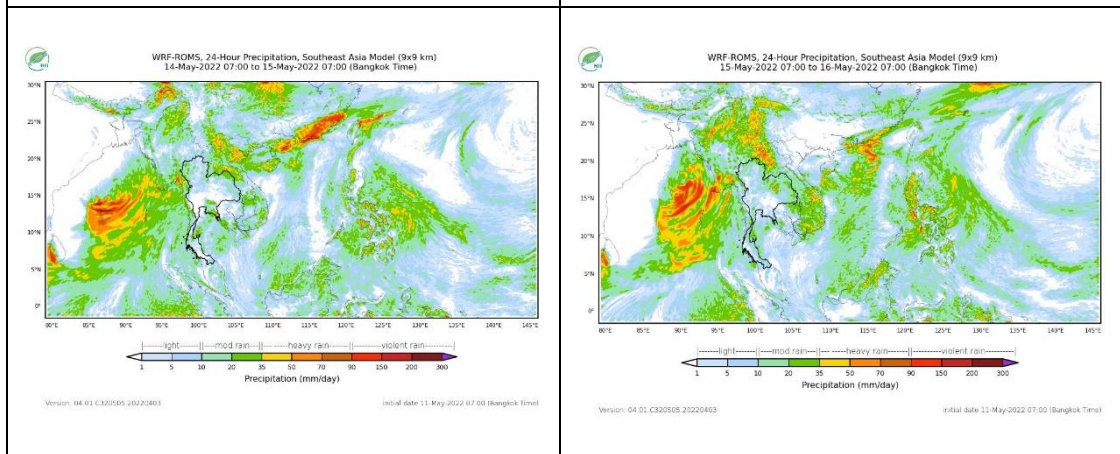 WRF-ROMS, 24-Hour Precipitation, Southeast Asia Model (9x9 km)
14-May-2022 07:00 to 15-May-2022 07:00 (Bangkok Time)
30°N
25°N
20°N
15°N
10°N
5°N
0°
80°E 85°E 90°E 95°E 100°E 105°E 110°E 115°E 120°E 125°E 130°E 135°E 140°E 145°E
|------light------||---mod rain---|------heavy rain------||--------violent rain--------|
1 5 10 20 35 50 70 90 150 200 300
Precipitation (mm/day)
Version: 04.01.C320505.20220403 initial date 11-May-2022 07:00 (Bangkok Time)
WRF-ROMS, 24-Hour Precipitation, Southeast Asia Model (9x9 km)
15-May-2022 07:00 to 16-May-2022 07:00 (Bangkok Time)
30°N
25°N
20°N
15°N
10°N
5°N
0°
80°E 85°E 90°E 95°E 100°E 105°E 110°E 115°E 120°E 125°E 130°E 135°E 140°E 145°E
|------light------||---mod rain---||------heavy rain------||--------violent rain--------|
1 5 10 20 35 50 70 90 150 200 300
Precipitation (mm/day)
Version: 04.01.C320505.20220403 initial date 11-May-2022 07:00 (Bangkok Time)